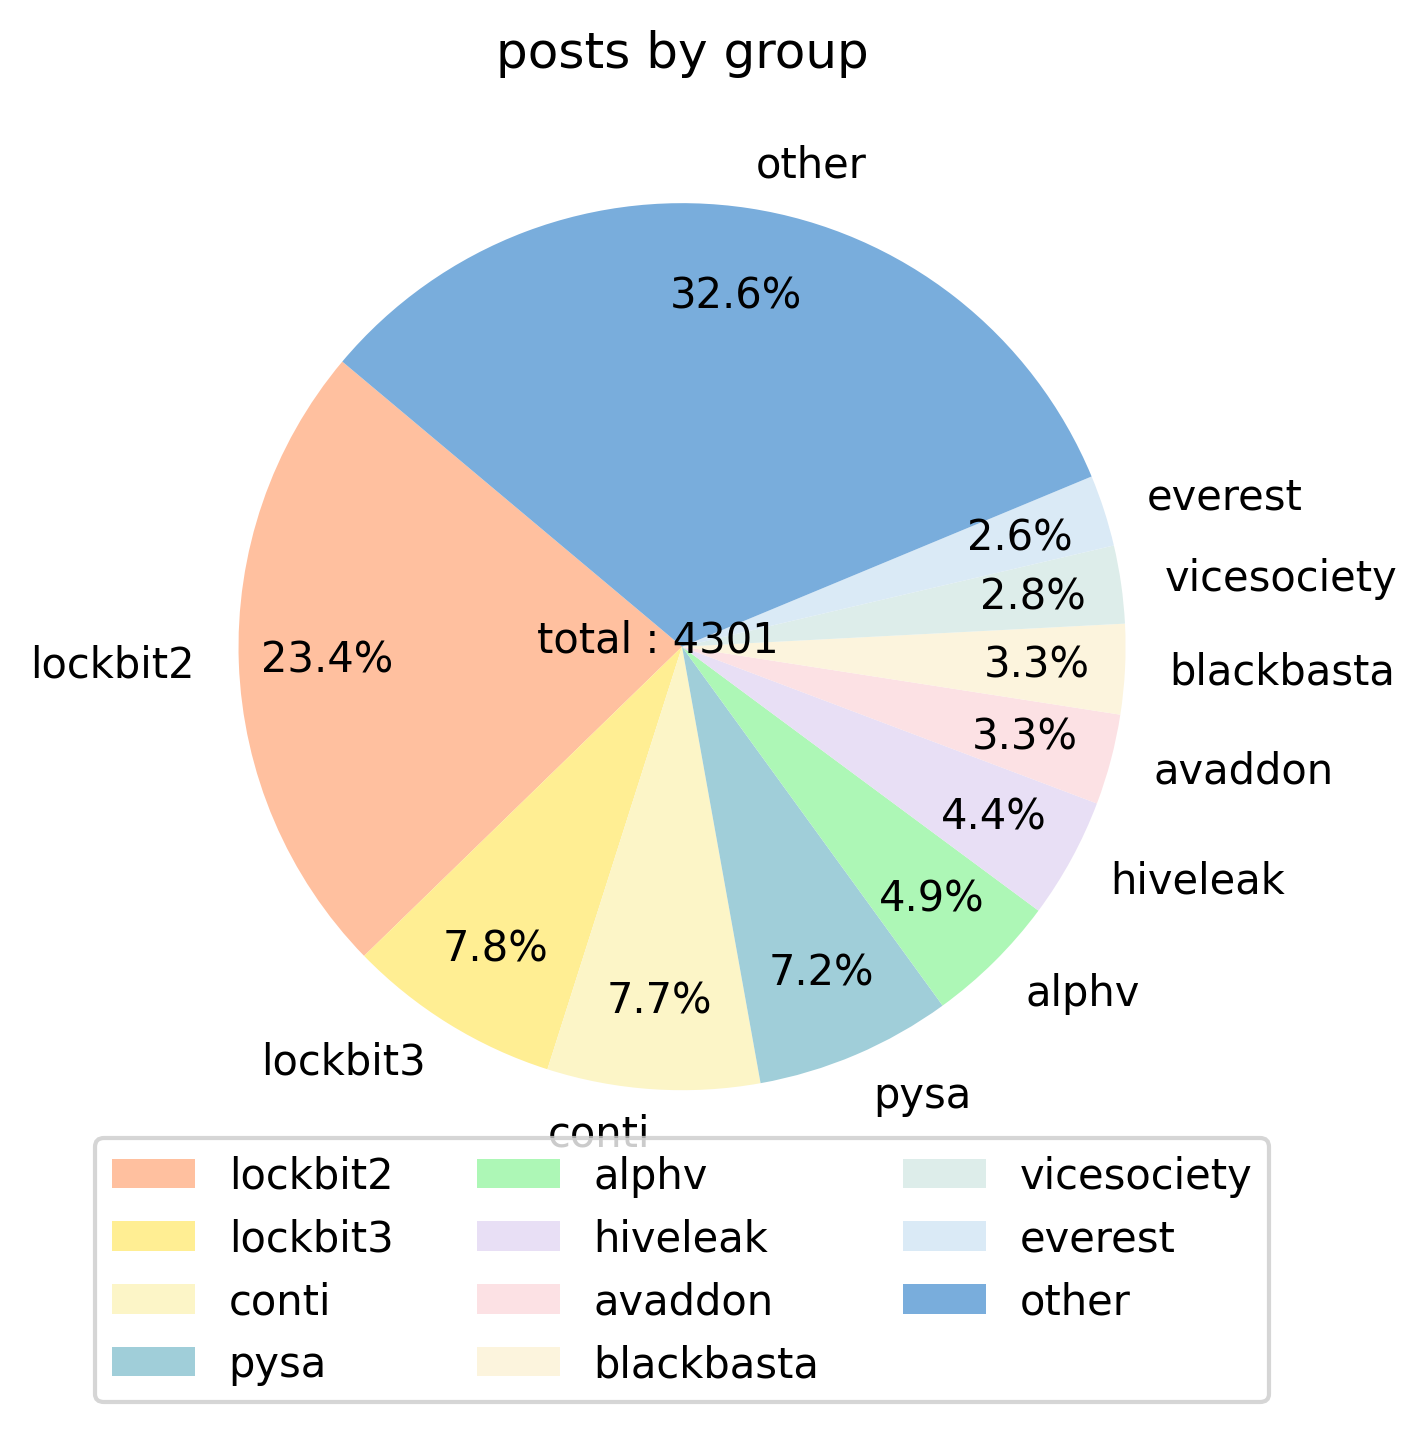 posts by group
other
32.6%
everest
2.6%
vicesociety
2.8%
total : 4301
lockbit2
23.4%
3.3%
blackbasta
3.3%
avaddon
4.4%
hiveleak
4.9%
7.8%
7.2%
7.7%
alphv
lockbit3
pysa
conti
lockbit2
lockbit3
conti
pysa
alphv
hiveleak
avaddon
blackbasta
vicesociety
everest
other